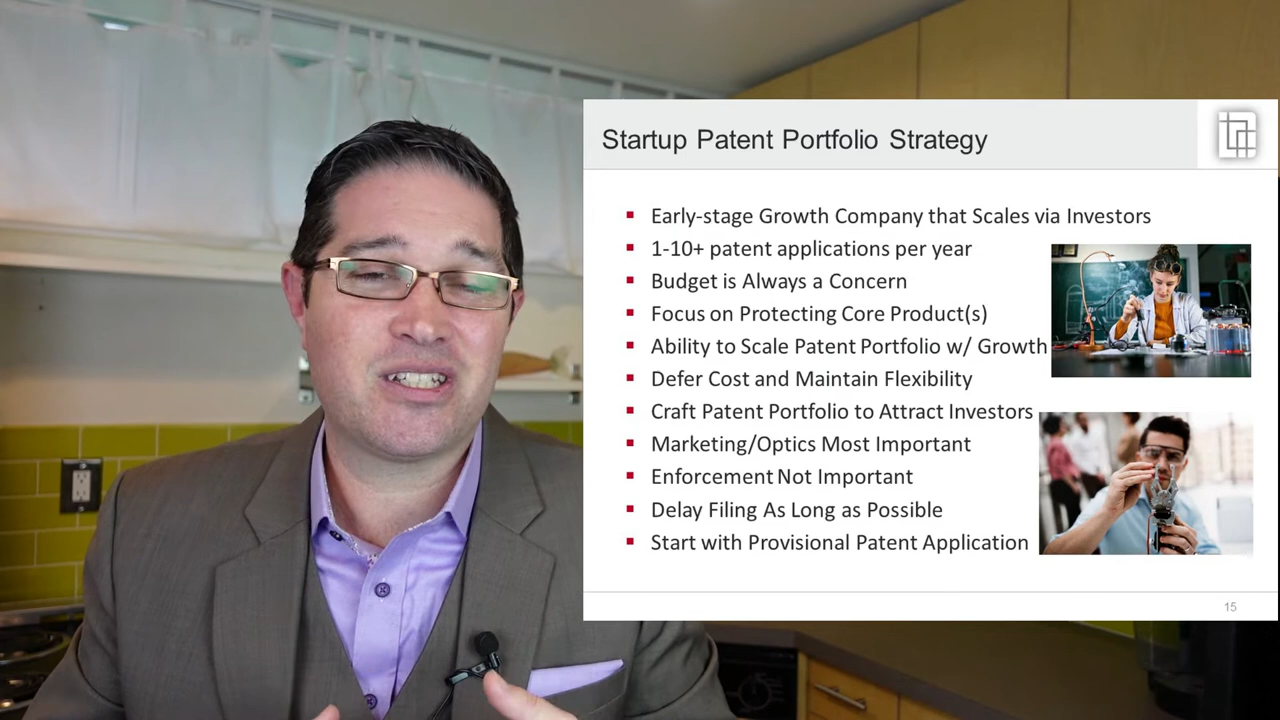 Startup Patent Portfolio Strategy
Early-stage Growth Company that Scales via Investors
1-10+ patent applications per year
Budget is Always a Concern
Focus on Protecting Core Product(s)
Ability to Scale Patent Portfolio w/ Growth
Defer Cost and Maintain Flexibility
Craft Patent Portfolio to Attract Investors
Marketing/Optics Most Important
Enforcement Not Important
Delay Filing As Long as Possible
Start with Provisional Patent Application
15